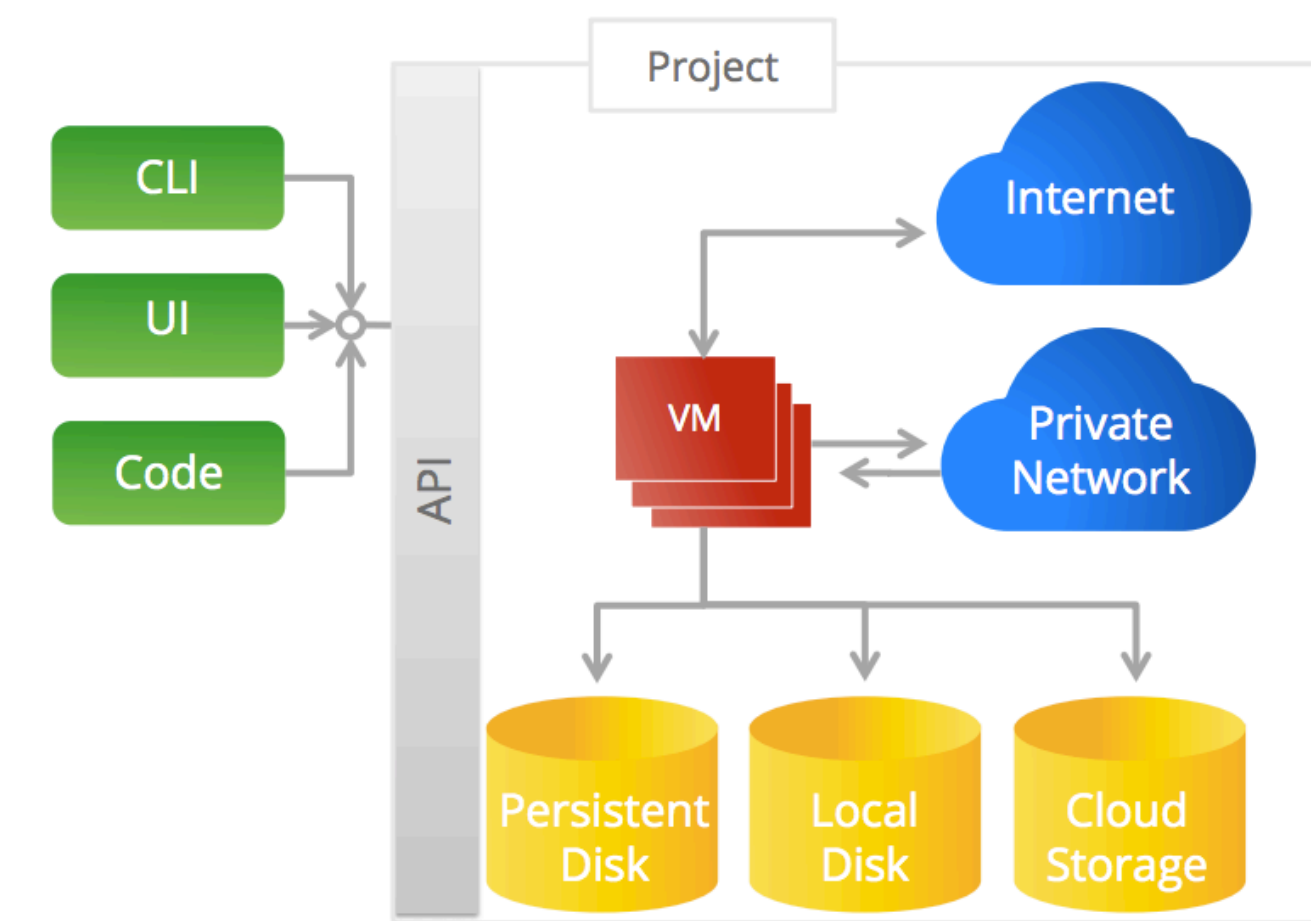 Project
CLI
UI
Code
API
Internet
VM
Private
Network
Persistent
Disk
Local
Disk
Cloud
Storage